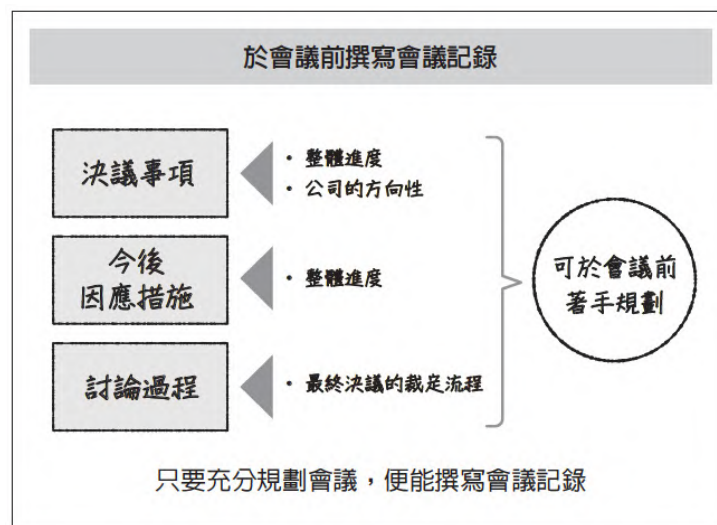 於會議前撰寫會議記錄
決議事項
・整體進度
・公司的方向性
今後
因應措施
・整體進度
討論過程
・最終決議的裁定流程
可於會議前
著手規劃
只要充分規劃會議，便能撰寫會議記錄